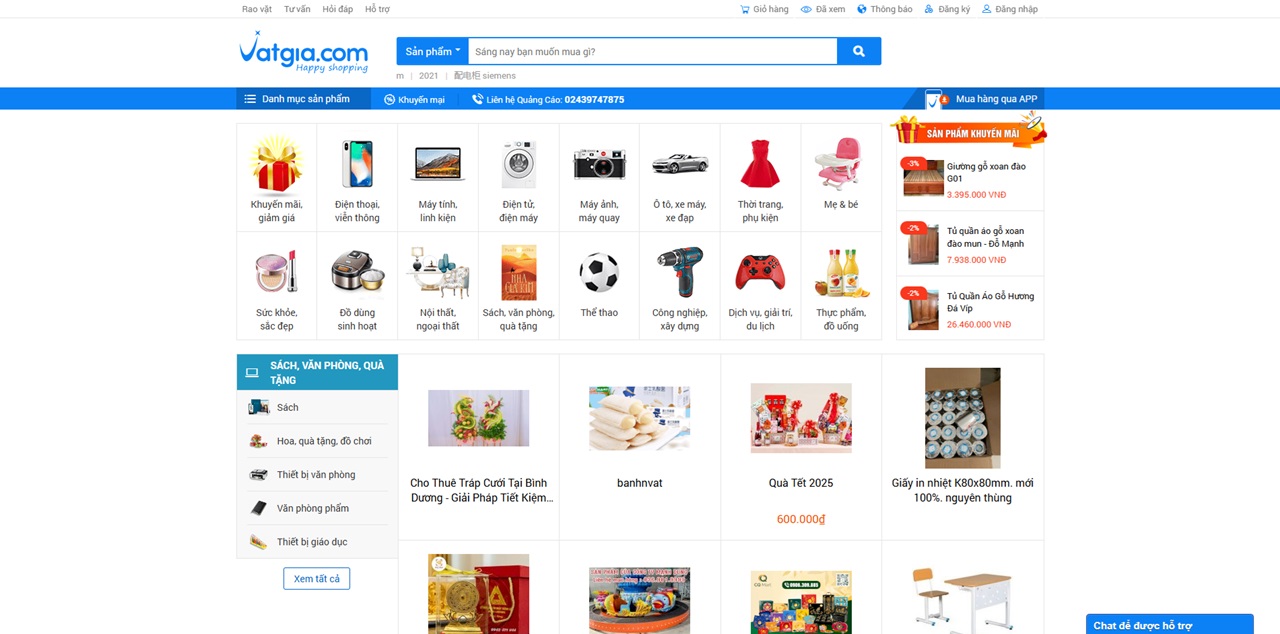 Rao vặt Tư vấn Hỏi đáp Hỗ trợ
Giỏ hàng Đã xem Thông báo Đăng ký Đăng nhập
vatgia.com
Happy shopping
Sản phẩm
Sáng nay bạn muốn mua gì?
m | 2021 | 配电柜 siemens
Danh mục sản phẩm
Khuyến mại
Liên hệ Quảng Cáo: 02439747875
Mua hàng qua APP
Khuyến mãi,
giảm giá
Điện thoại,
viễn thông
Máy tính,
linh kiện
Điện tử,
điện máy
Máy ảnh,
máy quay
Ô tô, xe máy,
xe đạp
Thời trang,
phụ kiện
Mẹ & bé
Sức khỏe,
sắc đẹp
Đồ dùng
sinh hoạt
Nội thất,
ngoại thất
Sách, văn phòng,
quà tặng
Thể thao
Công nghiệp,
xây dựng
Dịch vụ, giải trí,
du lịch
Thực phẩm,
đồ uống
SẢN PHẨM KHUYẾN MÃI
-3%
Giường gỗ xoan đào
G01
3.395.000 VNĐ
-2%
Tủ quần áo gỗ xoan
đào mun - Đỗ Mạnh
7.938.000 VNĐ
-2%
Tủ Quần Áo Gỗ Hương
Đá Víp
26.460.000 VNĐ
SÁCH, VĂN PHÒNG, QUÀ
TẶNG
Sách
Hoa, quà tặng, đồ chơi
Thiết bị văn phòng
Văn phòng phẩm
Thiết bị giáo dục
Xem tất cả
Cho Thuê Tráp Cưới Tại Bình
Dương - Giải Pháp Tiết Kiệm...
banhnvat
Quà Tết 2025
600.000₫
Giấy in nhiệt K80x80mm. mới
100%. nguyên thùng
Chat để được hỗ trợ